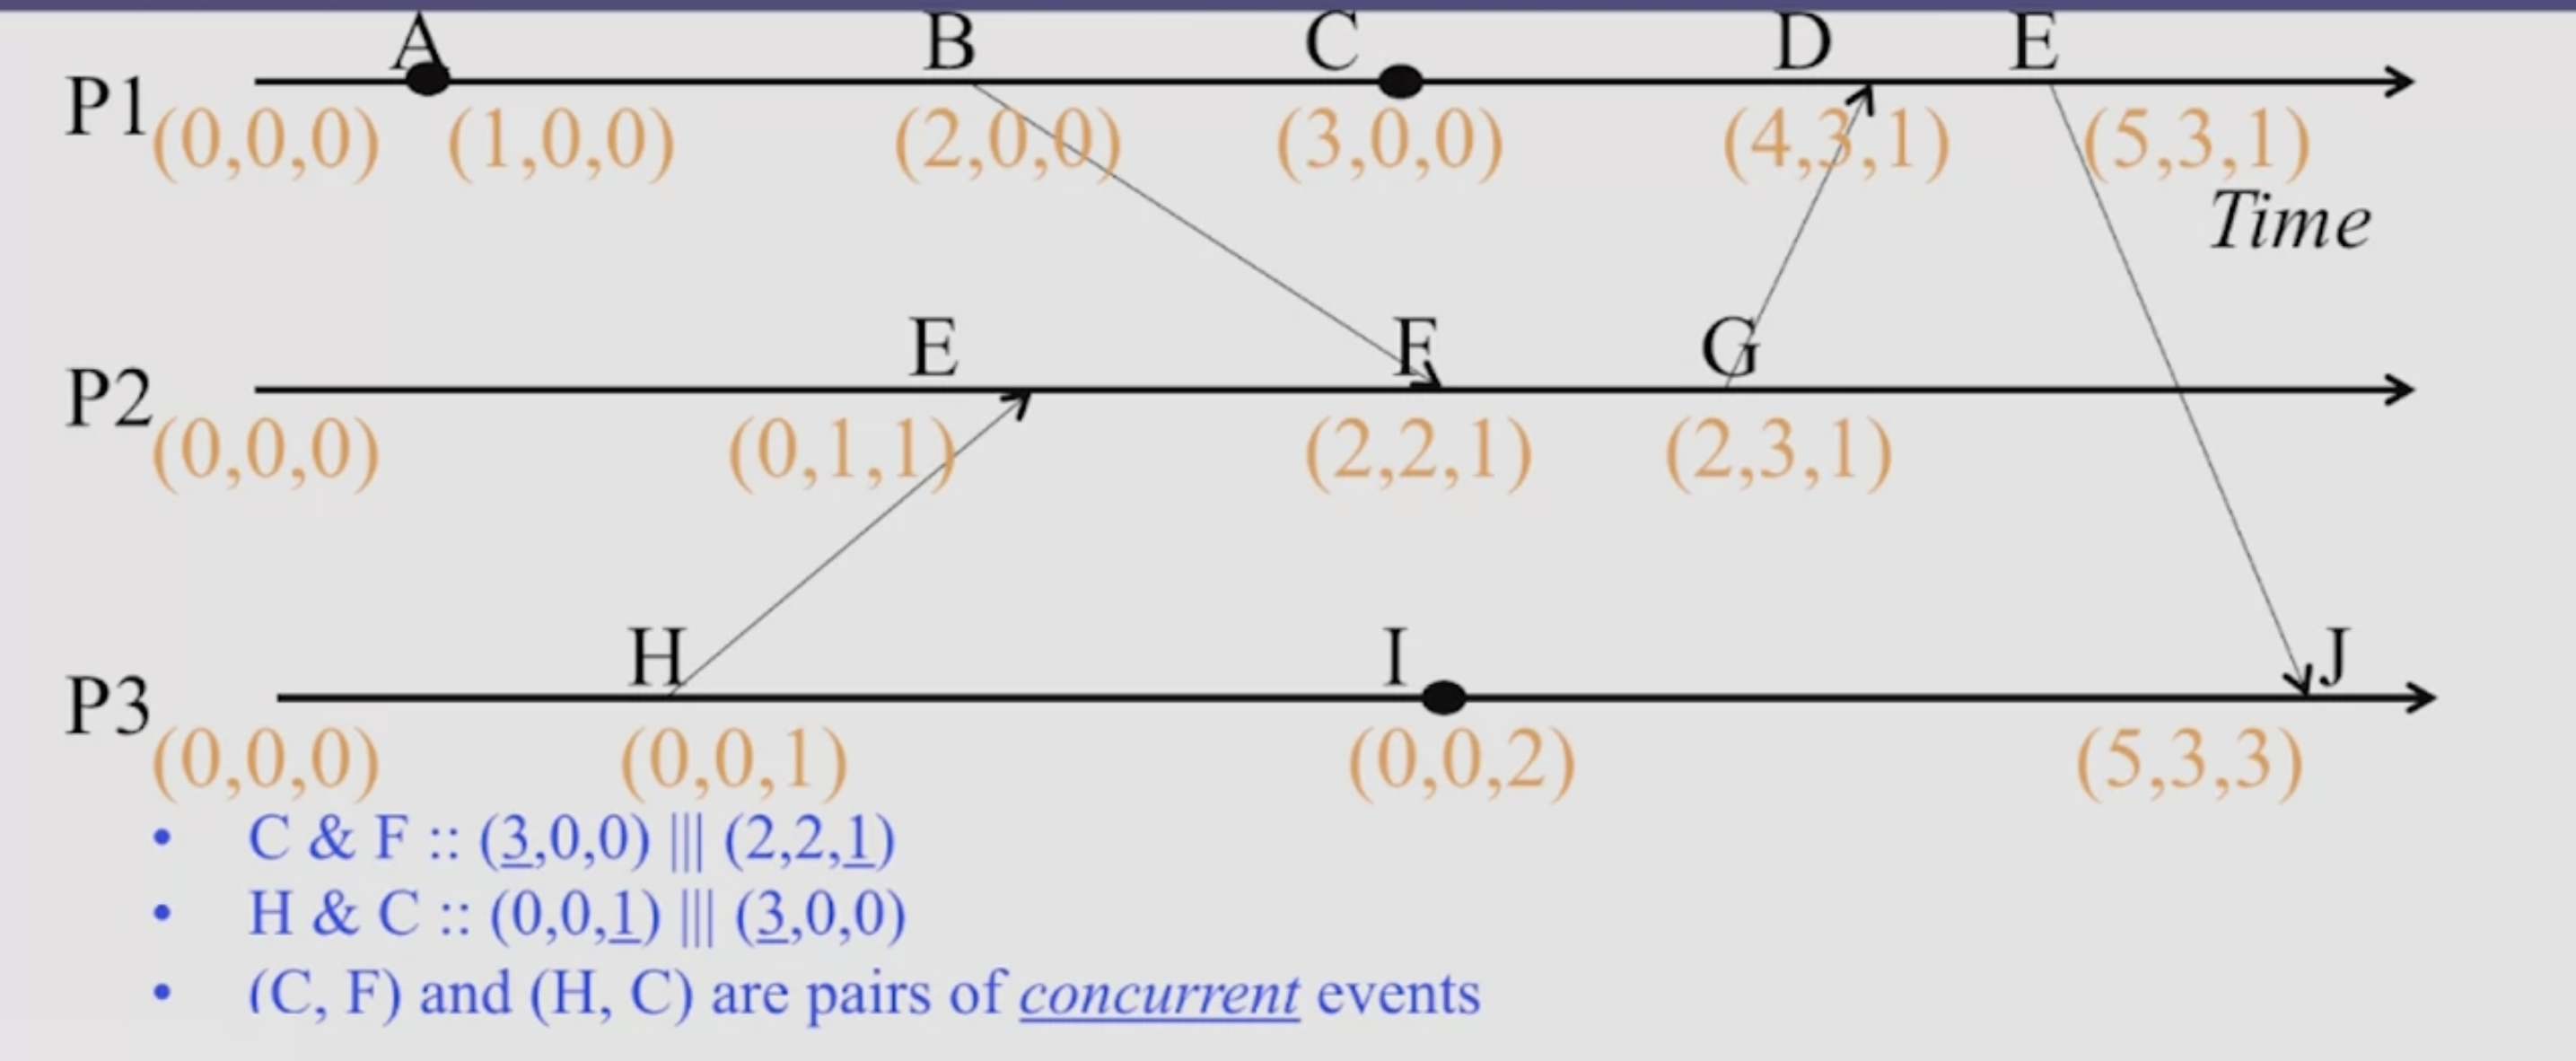 A B C D E
P1
(0,0,0) (1,0,0) (2,0,0) (3,0,0) (4,3,1) (5,3,1)
Time
E F G
P2
(0,0,0) (0,1,1) (2,2,1) (2,3,1)
H I J
P3
(0,0,0) (0,0,1) (0,0,2) (5,3,3)
• C & F :: (3,0,0) ||| (2,2,1)
• H & C :: (0,0,1) ||| (3,0,0)
• (C, F) and (H, C) are pairs of concurrent events